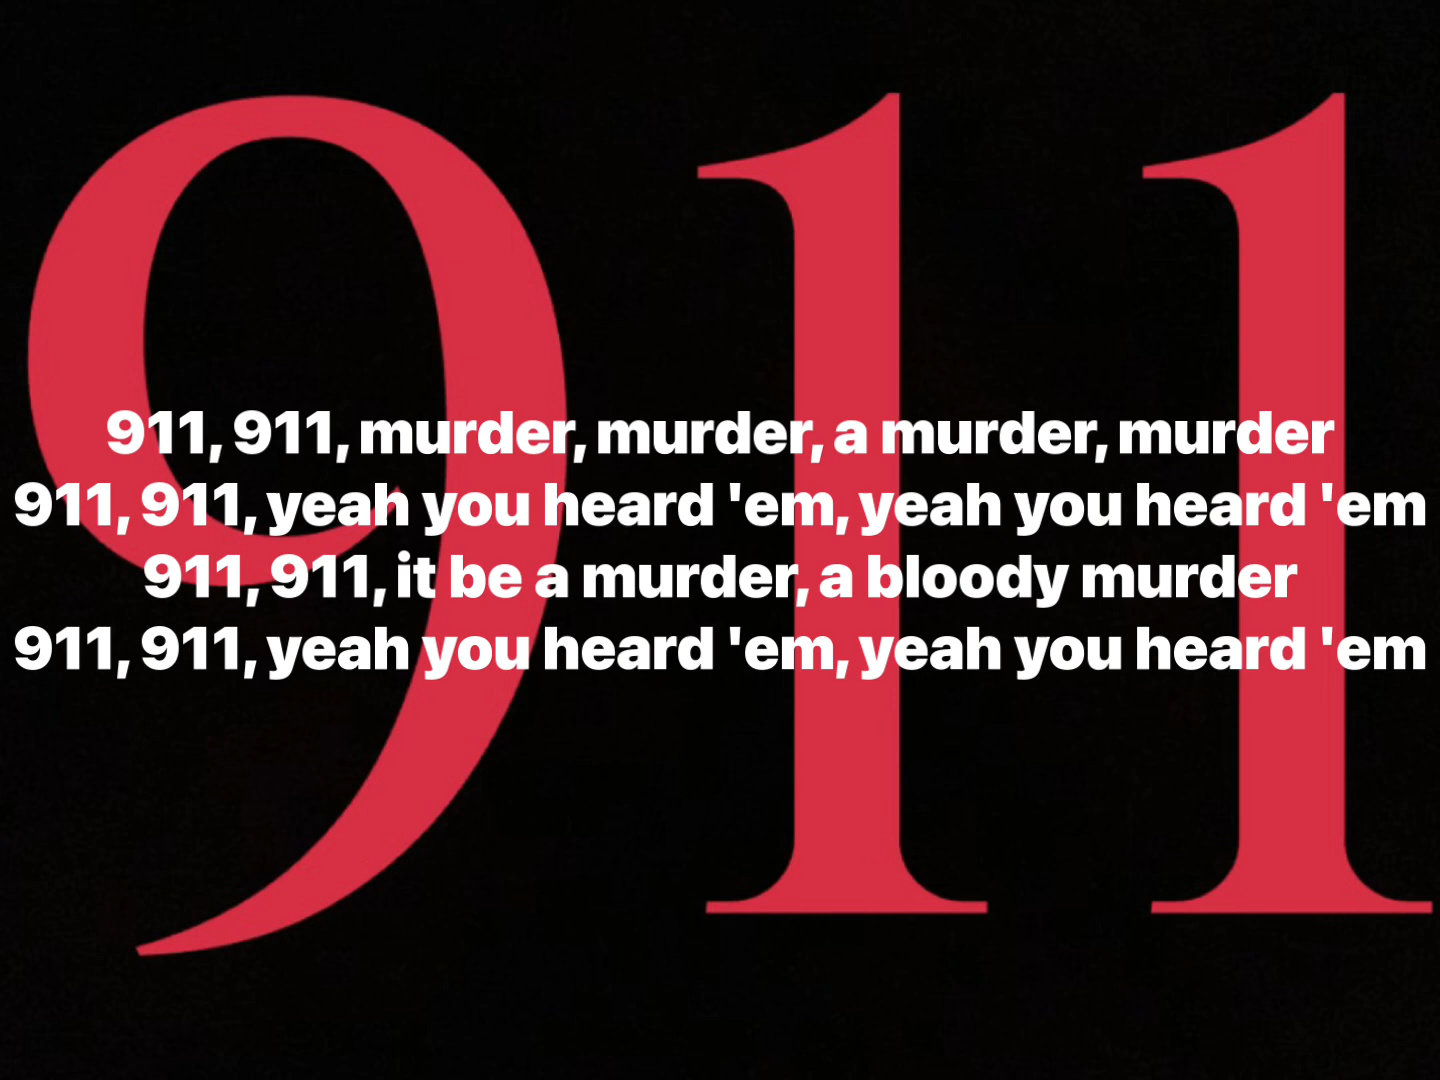 911
911, 911, murder, murder, a murder, murder
911, 911, yeah you heard 'em, yeah you heard 'em
911, 911, it be a murder, a bloody murder
911, 911, yeah you heard 'em, yeah you heard 'em